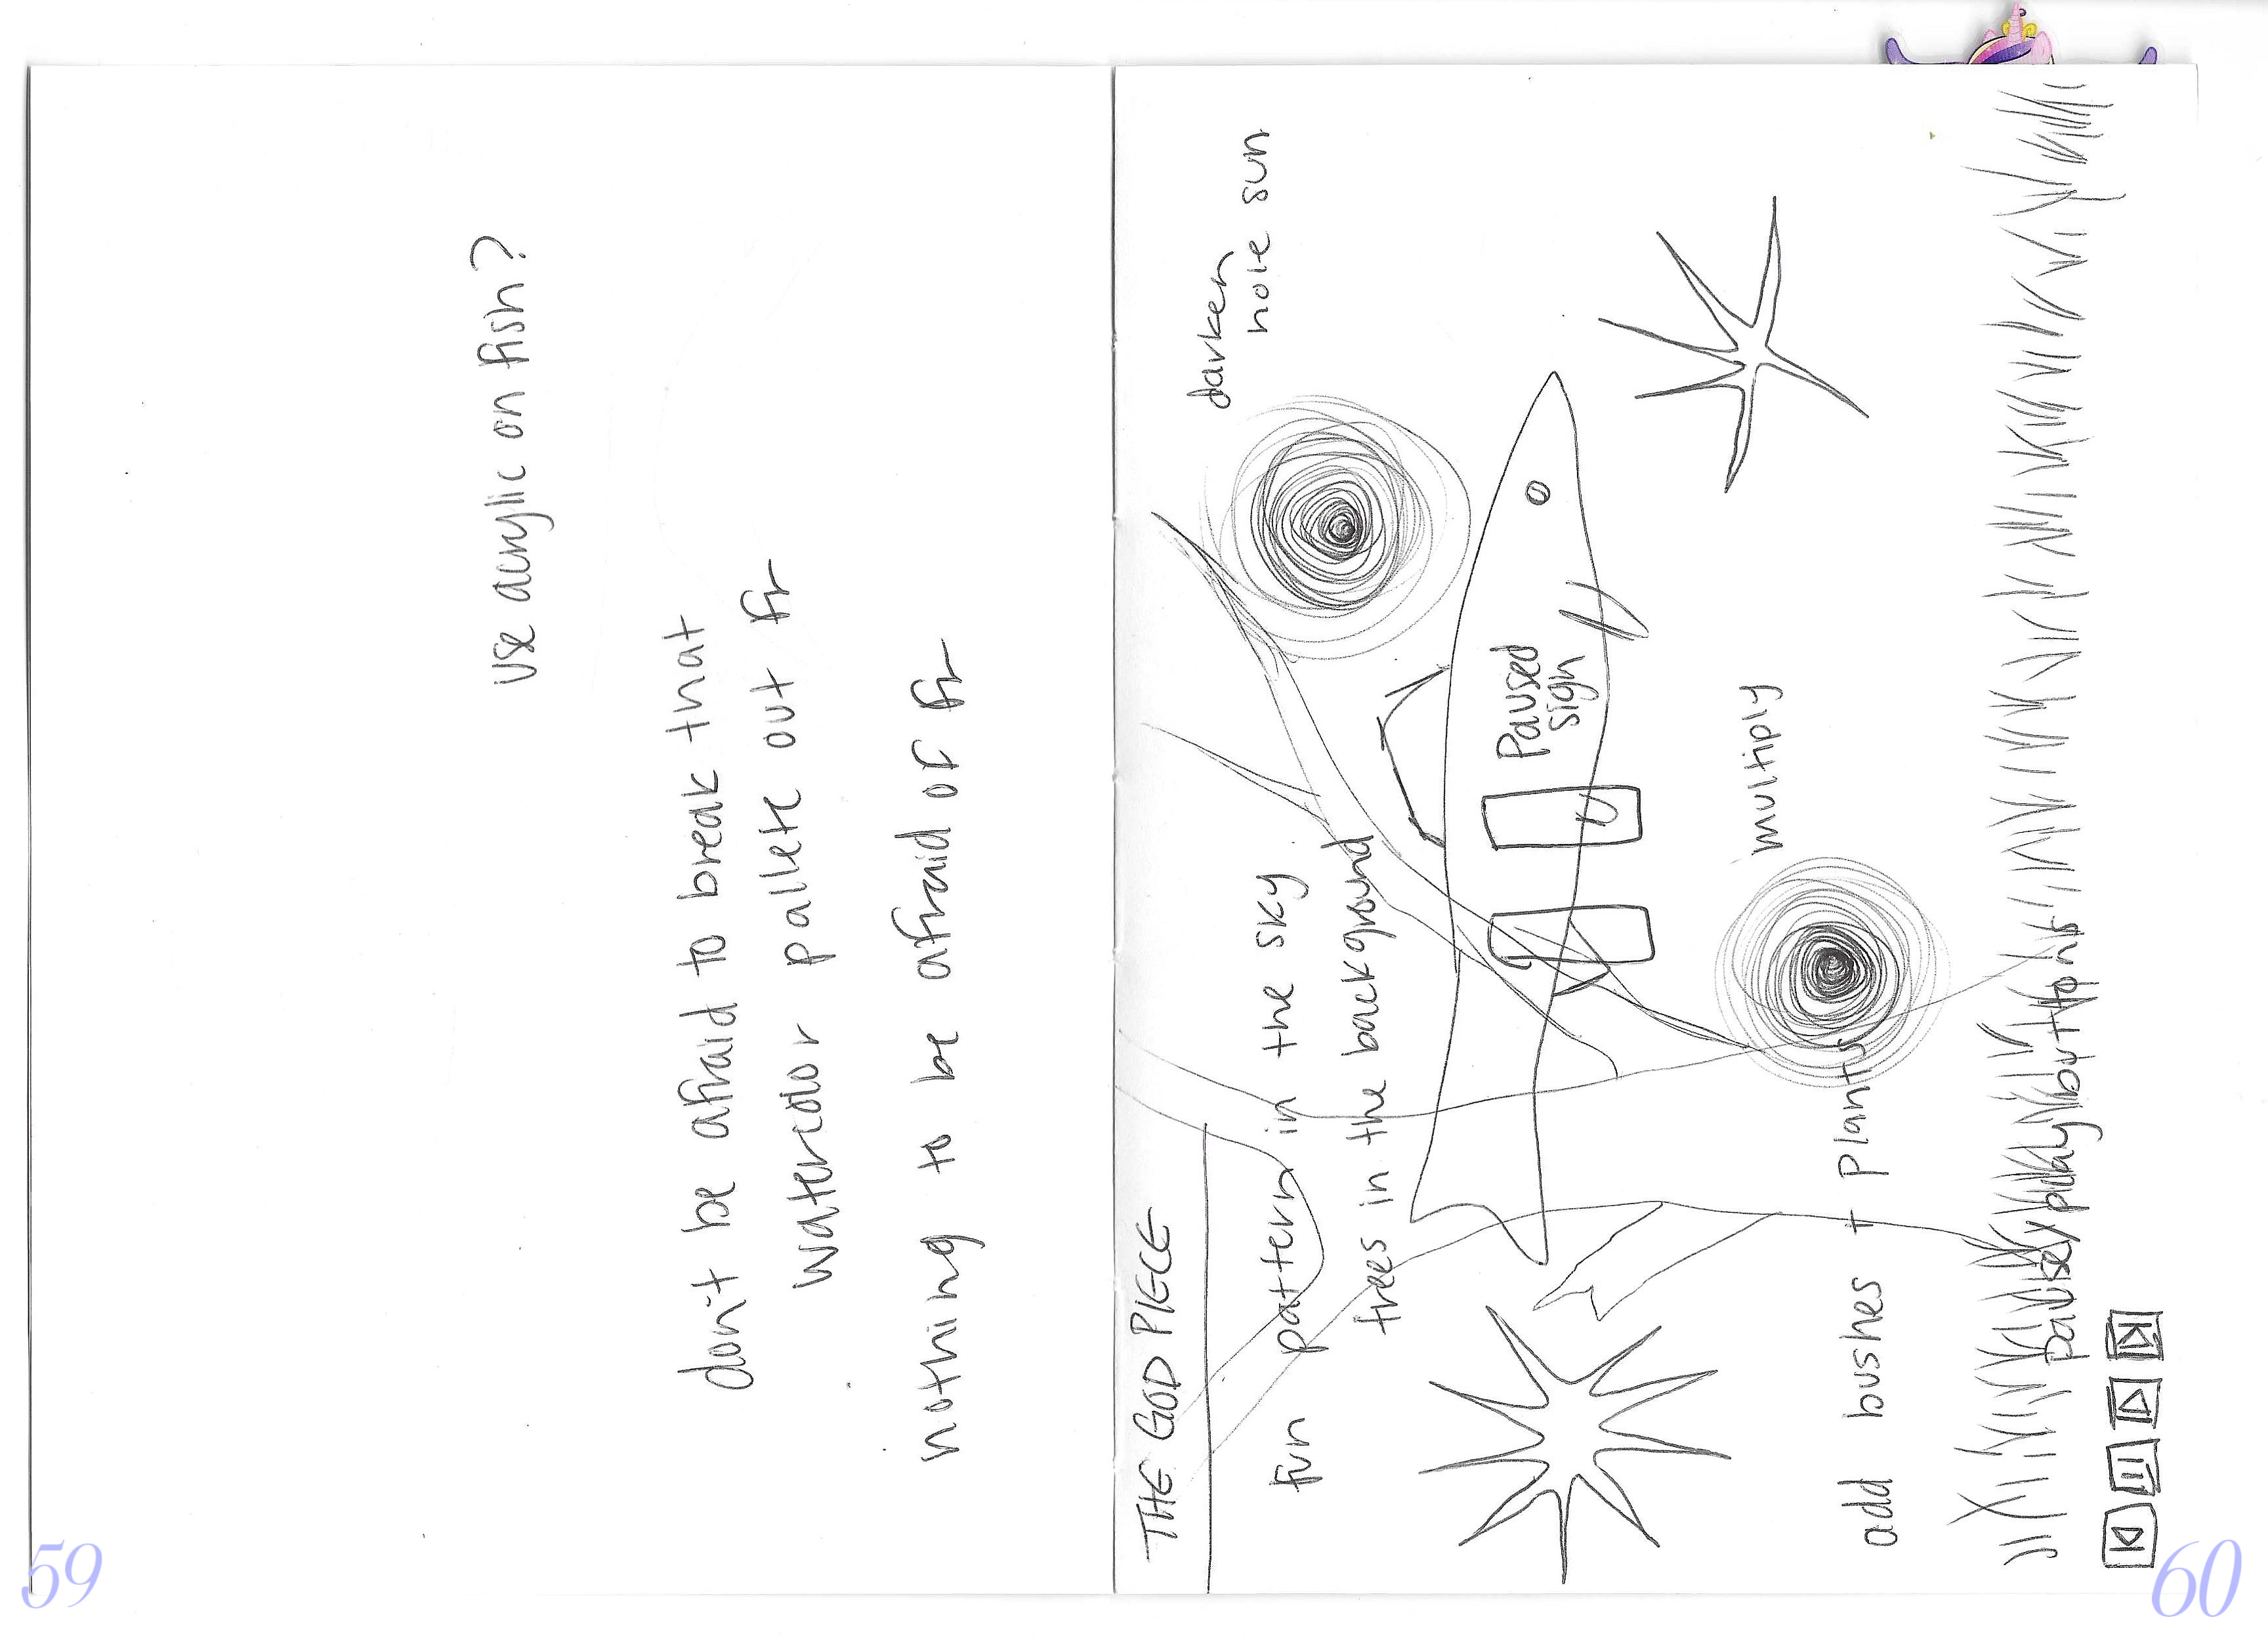 use acrylic on fish?
don't be afraid to break that
watercolor pallete out fr
nothing to be afraid of fr
59
THE GOD PIECE
darken
hole sun
fun pattern in the sky
trees in the background
Paused
sign
multiply
add bushes + plants
pause/play buttons
60